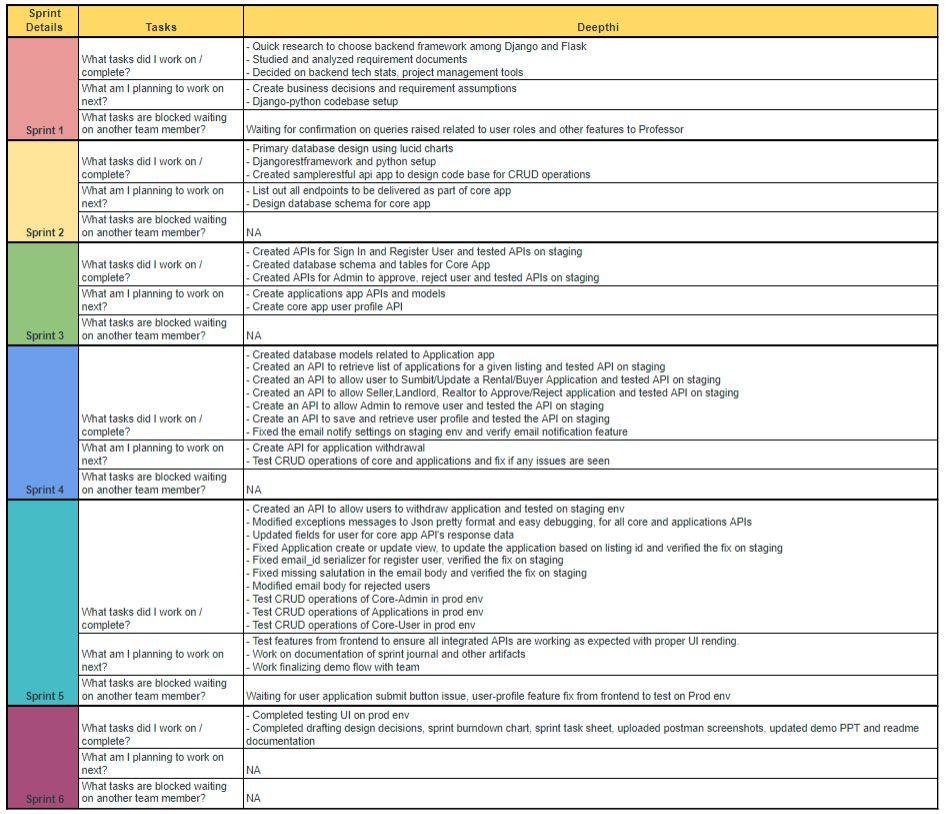 Sprint
Details
Tasks
Deepthi
Sprint 1
What tasks did I work on /
complete?
- Quick research to choose backend framework among Django and Flask
- Studied and analyzed requirement documents
- Decided on backend tech stats, project management tools
What am I planning to work on
next?
- Create business decisions and requirement assumptions
- Django-python codebase setup
What tasks are blocked waiting
on another team member?
Waiting for confirmation on queries raised related to user roles and other features to Professor
Sprint 2
What tasks did I work on /
complete?
- Primary database design using lucid charts
- Djangorestframework and python setup
- Created samplerestful api app to design code base for CRUD operations
What am I planning to work on
next?
- List out all endpoints to be delivered as part of core app
- Design database schema for core app
What tasks are blocked waiting
on another team member?
NA
Sprint 3
What tasks did I work on /
complete?
- Created APIs for Sign In and Register User and tested APIs on staging
- Created database schema and tables for Core App
- Created APIs for Admin to approve, reject user and tested APIs on staging
What am I planning to work on
next?
- Create applications app APIs and models
- Create core app user profile API
What tasks are blocked waiting
on another team member?
NA
Sprint 4
What tasks did I work on /
complete?
- Created database models related to Application app
- Created an API to retrieve list of applications for a given listing and tested API on staging
- Created an API to allow user to Sumbit/Update a Rental/Buyer Application and tested API on staging
- Created an API to allow Seller,Landlord, Realtor to Approve/Reject application and tested API on staging
- Create an API to allow Admin to remove user and tested the API on staging
- Create an API to save and retrieve user profile and tested the API on staging
- Fixed the email notify settings on staging env and verify email notification feature
What am I planning to work on
next?
- Create API for application withdrawal
- Test CRUD operations of core and applications and fix if any issues are seen
What tasks are blocked waiting
on another team member?
NA
Sprint 5
What tasks did I work on /
complete?
- Created an API to allow users to withdraw application and tested on staging env
- Modified exceptions messages to Json pretty format and easy debugging, for all core and applications APIs
- Updated fields for user for core app API's response data
- Fixed Application create or update view, to update the application based on listing id and verified the fix on staging
- Fixed email_id serializer for register user, verified the fix on staging
- Fixed missing salutation in the email body and verified the fix on staging
- Modified email body for rejected users
- Test CRUD operations of Core-Admin in prod env
- Test CRUD operations of Applications in prod env
- Test CRUD operations of Core-User in prod env
What am I planning to work on
next?
- Test features from frontend to ensure all integrated APIs are working as expected with proper UI rending.
- Work on documentation of sprint journal and other artifacts
- Work finalizing demo flow with team
What tasks are blocked waiting
on another team member?
Waiting for user application submit button issue, user-profile feature fix from frontend to test on Prod env
Sprint 6
What tasks did I work on /
complete?
- Completed testing UI on prod env
- Completed drafting design decisions, sprint burndown chart, sprint task sheet, uploaded postman screenshots, updated demo PPT and readme
documentation
What am I planning to work on
next?
NA
What tasks are blocked waiting
on another team member?
NA